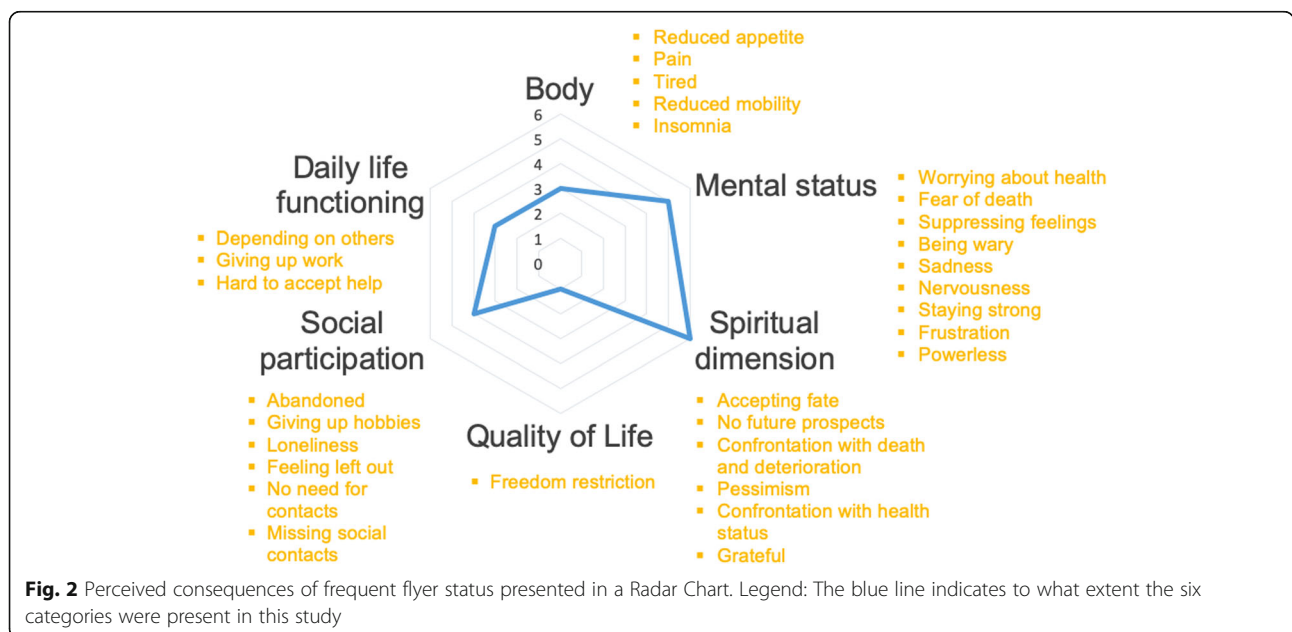 Body
▪ Reduced appetite
▪ Pain
▪ Tired
▪ Reduced mobility
▪ Insomnia
6
5
4
3
2
1
0
Mental status
▪ Worrying about health
▪ Fear of death
▪ Suppressing feelings
▪ Being wary
▪ Sadness
▪ Nervousness
▪ Staying strong
▪ Frustration
▪ Powerless
Spiritual
dimension
▪ Accepting fate
▪ No future prospects
▪ Confrontation with death
and deterioration
▪ Pessimism
▪ Confrontation with health
status
▪ Grateful
Quality of Life
▪ Freedom restriction
Social
participation
▪ Abandoned
▪ Giving up hobbies
▪ Loneliness
▪ Feeling left out
▪ No need for
contacts
▪ Missing social
contacts
Daily life
functioning
▪ Depending on others
▪ Giving up work
▪ Hard to accept help
Fig. 2 Perceived consequences of frequent flyer status presented in a Radar Chart. Legend: The blue line indicates to what extent the six
categories were present in this study